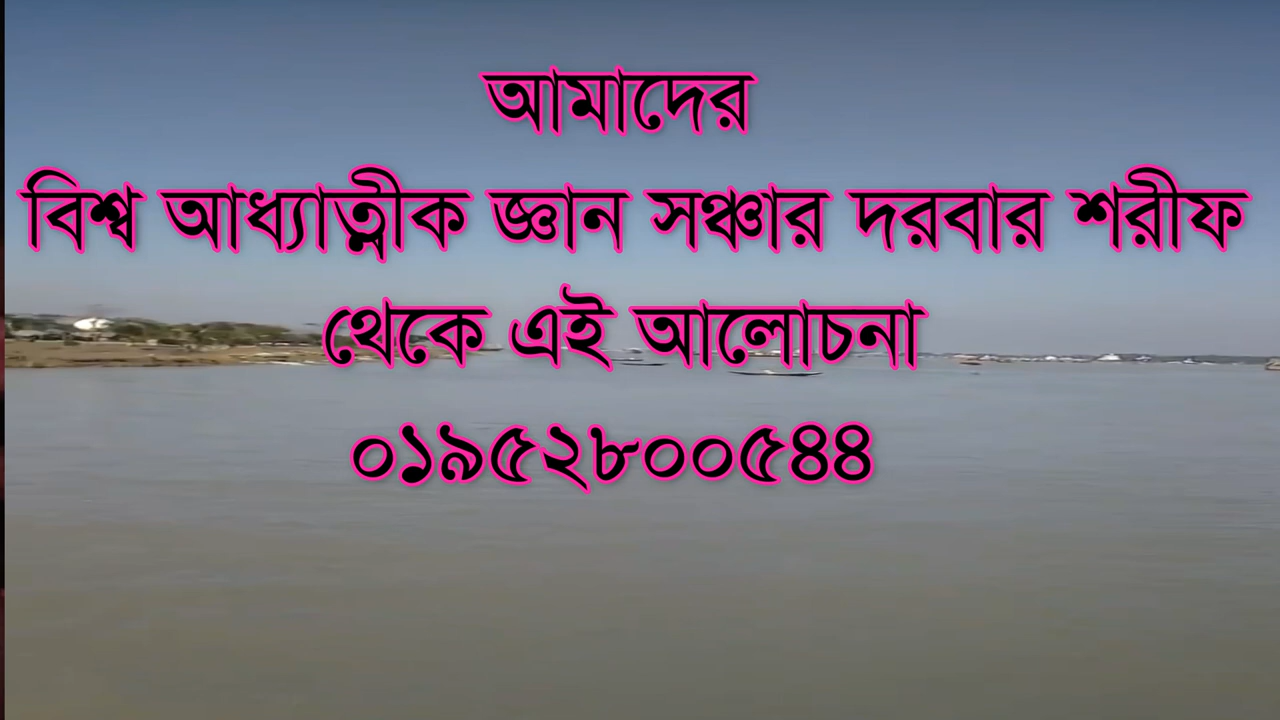 আমাদের
বিশ্ব আধ্যাত্নীক জ্ঞান সঞ্চার দরবার শরীফ
থেকে এই আলোচনা
০১৯৫২৮০০৫৪৪